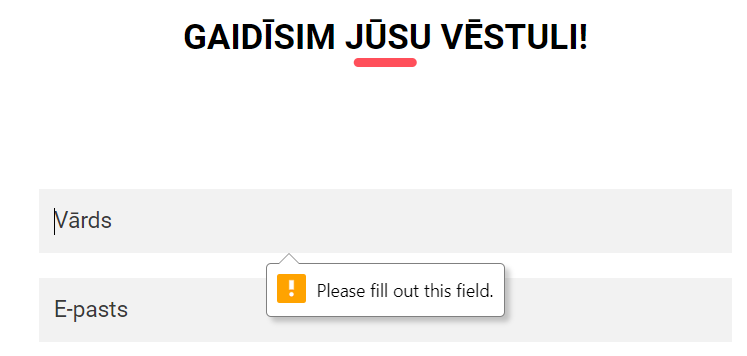 GAIDĪSIM JŪSU VĒSTULI!
Vārds
Please fill out this field.
E-pasts